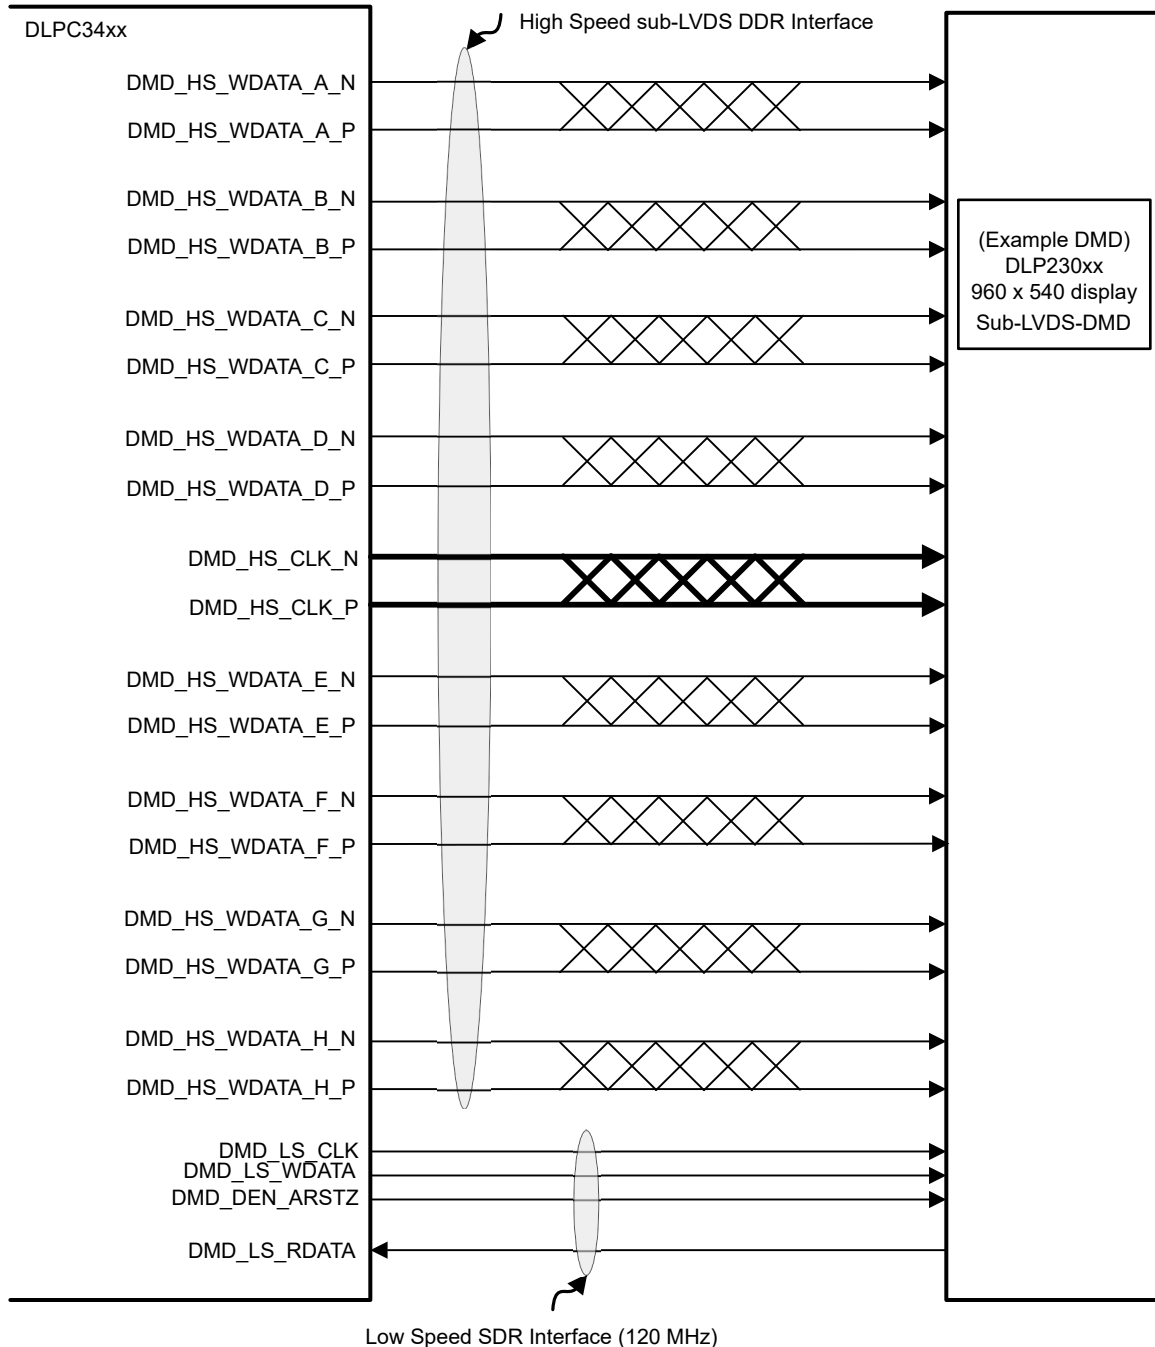 DLPC34xx
High Speed sub-LVDS DDR Interface
DMD_HS_WDATA_A_N
DMD_HS_WDATA_A_P
DMD_HS_WDATA_B_N
DMD_HS_WDATA_B_P
(Example DMD)
DLP230xx
960 x 540 display
Sub-LVDS-DMD
DMD_HS_WDATA_C_N
DMD_HS_WDATA_C_P
DMD_HS_WDATA_D_N
DMD_HS_WDATA_D_P
DMD_HS_CLK_N
DMD_HS_CLK_P
DMD_HS_WDATA_E_N
DMD_HS_WDATA_E_P
DMD_HS_WDATA_F_N
DMD_HS_WDATA_F_P
DMD_HS_WDATA_G_N
DMD_HS_WDATA_G_P
DMD_HS_WDATA_H_N
DMD_HS_WDATA_H_P
DMD_LS_CLK
DMD_LS_WDATA
DMD_DEN_ARSTZ
DMD_LS_RDATA
Low Speed SDR Interface (120 MHz)